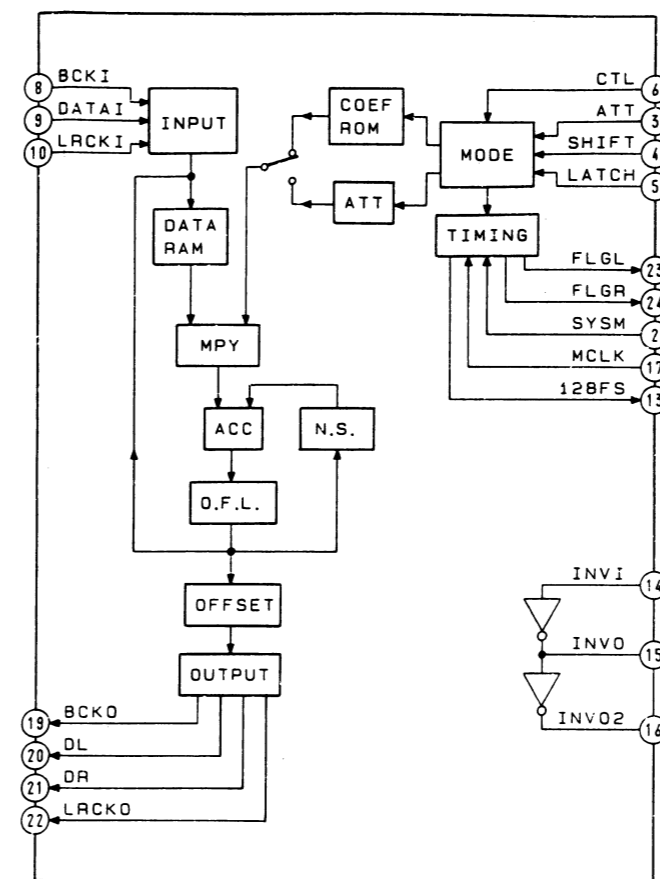 8 BCKI
9 DATAI
10 LRCKI
INPUT
COEF
ROM
ATT
MODE
CTL 6
ATT 3
SHIFT 4
LATCH 5
DATA
RAM
TIMING
FLGL 23
FLGR 24
SYSM 2
MCLK 17
128FS 13
MPY
ACC
N.S.
O.F.L.
OFFSET
OUTPUT
INVI 14
INVO 15
INVO2 16
19 BCKO
20 DL
21 DR
22 LRCKO